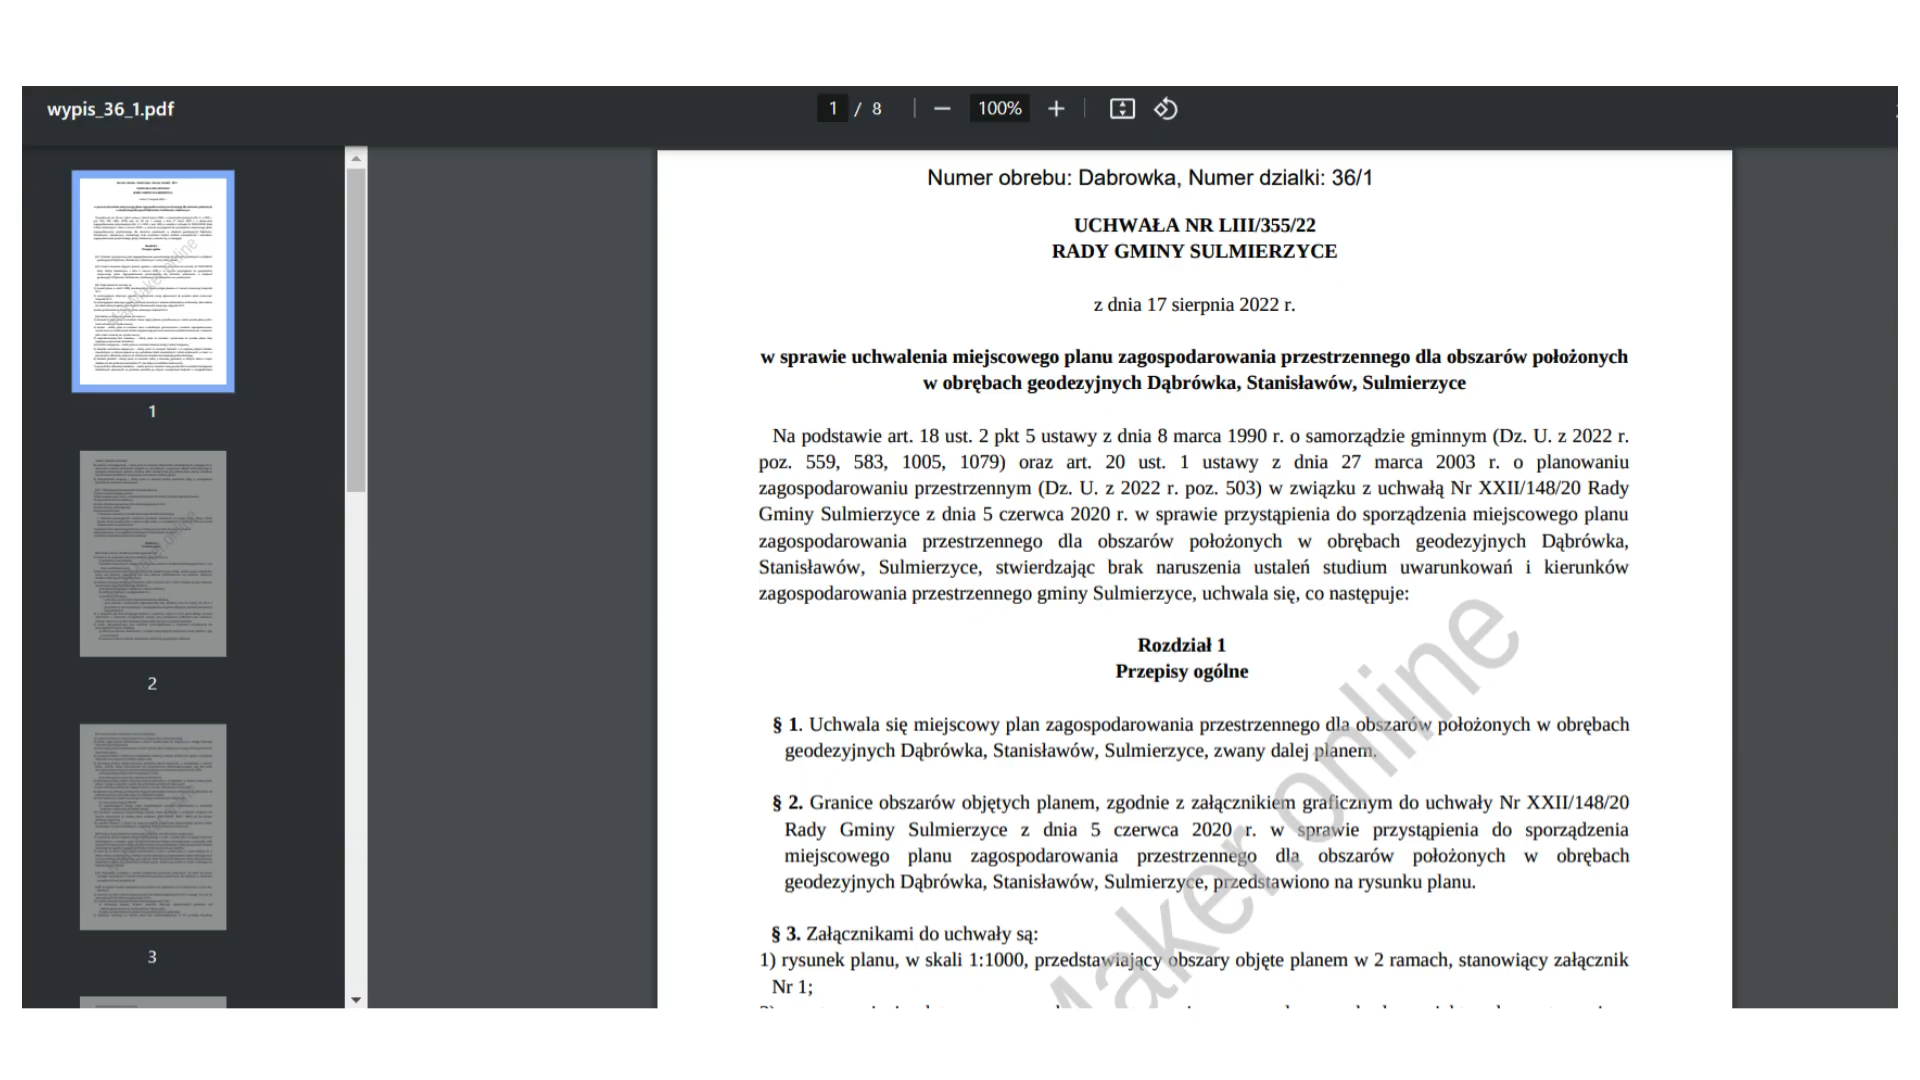 wypis_36_1.pdf
1 / 8
100%
1
2
3
Numer obrebu: Dabrowka, Numer dzialki: 36/1
UCHWAŁA NR LIII/355/22
RADY GMINY SULMIERZYCE
z dnia 17 sierpnia 2022 r.
w sprawie uchwalenia miejscowego planu zagospodarowania przestrzennego dla obszarów położonych
w obrębach geodezyjnych Dąbrówka, Stanisławów, Sulmierzyce
Na podstawie art. 18 ust. 2 pkt 5 ustawy z dnia 8 marca 1990 r. o samorządzie gminnym (Dz. U. z 2022 r.
poz. 559, 583, 1005, 1079) oraz art. 20 ust. 1 ustawy z dnia 27 marca 2003 r. o planowaniu
zagospodarowaniu przestrzennym (Dz. U. z 2022 r. poz. 503) w związku z uchwałą Nr XXII/148/20 Rady
Gminy Sulmierzyce z dnia 5 czerwca 2020 r. w sprawie przystąpienia do sporządzenia miejscowego planu
zagospodarowania przestrzennego dla obszarów położonych w obrębach geodezyjnych Dąbrówka,
Stanisławów, Sulmierzyce, stwierdzając brak naruszenia ustaleń studium uwarunkowań i kierunków
zagospodarowania przestrzennego gminy Sulmierzyce, uchwala się, co następuje:
Rozdział 1
Przepisy ogólne
§ 1. Uchwala się miejscowy plan zagospodarowania przestrzennego dla obszarów położonych w obrębach
geodezyjnych Dąbrówka, Stanisławów, Sulmierzyce, zwany dalej planem.
§ 2. Granice obszarów objętych planem, zgodnie z załącznikiem graficznym do uchwały Nr XXII/148/20
Rady Gminy Sulmierzyce z dnia 5 czerwca 2020 r. w sprawie przystąpienia do sporządzenia
miejscowego planu zagospodarowania przestrzennego dla obszarów położonych w obrębach
geodezyjnych Dąbrówka, Stanisławów, Sulmierzyce, przedstawiono na rysunku planu.
§ 3. Załącznikami do uchwały są:
1) rysunek planu, w skali 1:1000, przedstawiający obszary objęte planem w 2 ramach, stanowiący załącznik
Nr 1;
Maker.online